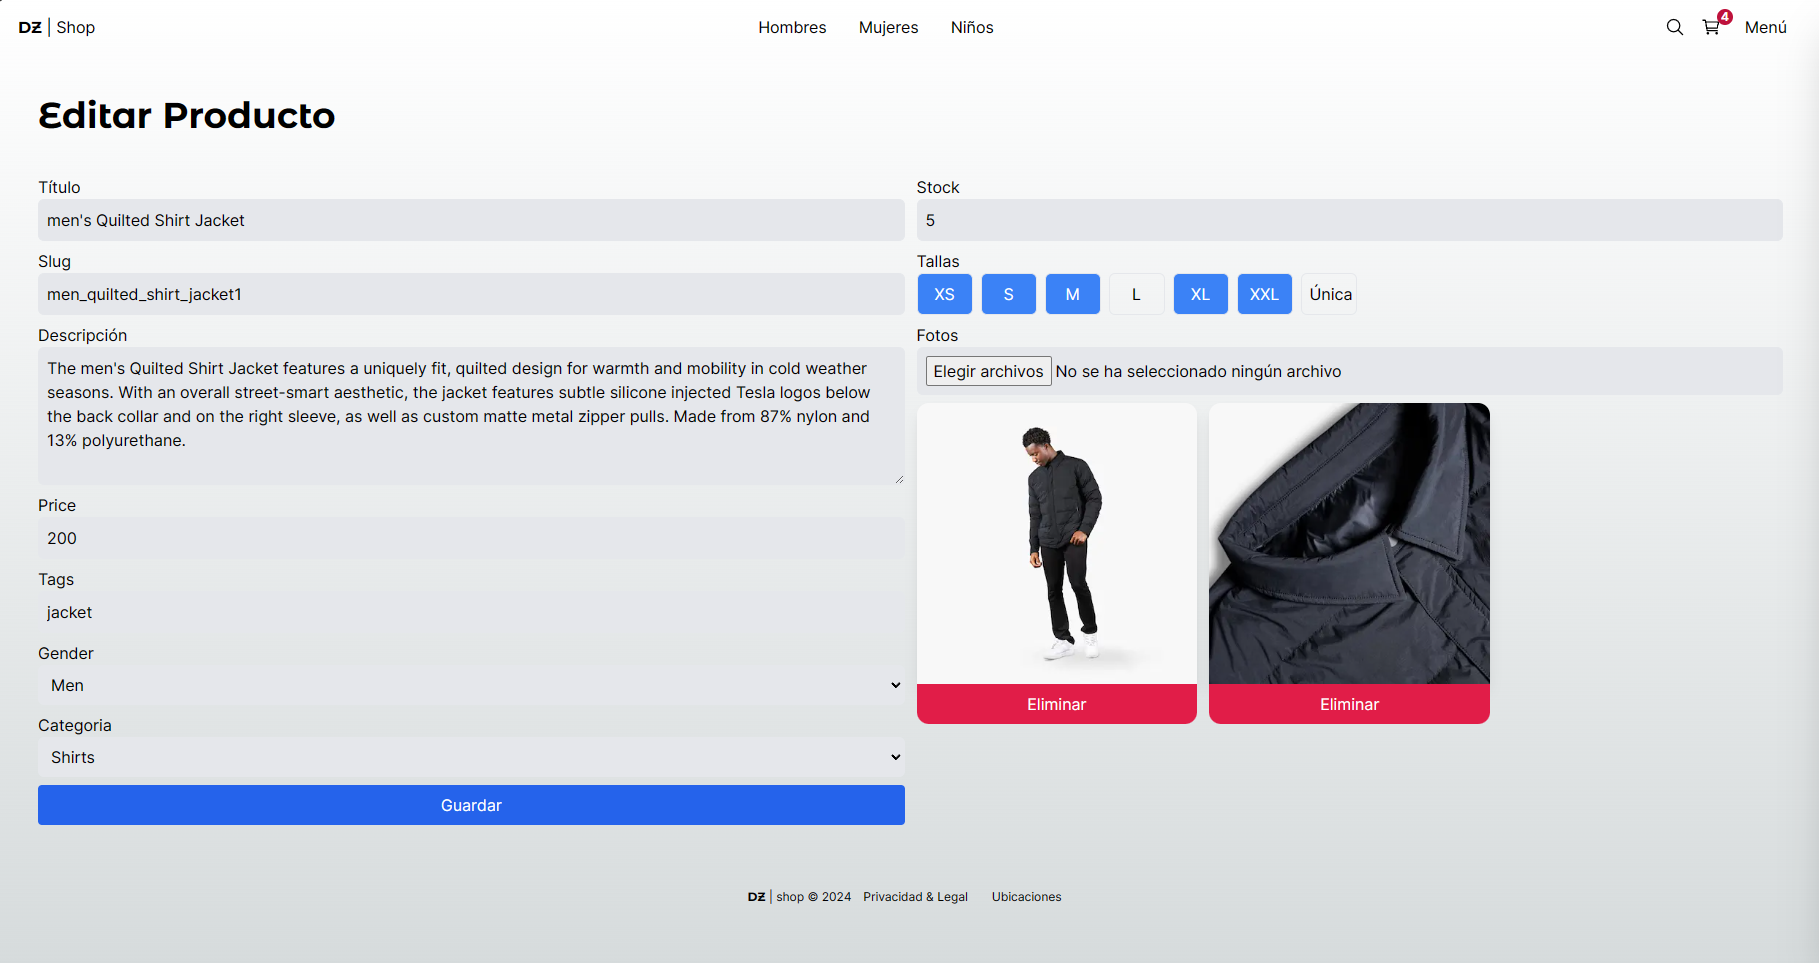 DZ | Shop
Hombres
Mujeres
Niños
4
Menú
Editar Producto
Título
men's Quilted Shirt Jacket
Slug
men_quilted_shirt_jacket1
Descripción
The men's Quilted Shirt Jacket features a uniquely fit, quilted design for warmth and mobility in cold weather
seasons. With an overall street-smart aesthetic, the jacket features subtle silicone injected Tesla logos below
the back collar and on the right sleeve, as well as custom matte metal zipper pulls. Made from 87% nylon and
13% polyurethane.
Price
200
Tags
jacket
Gender
Men
Categoria
Shirts
Guardar
Stock
5
Tallas
XS S M L XL XXL Única
Fotos
Elegir archivos No se ha seleccionado ningún archivo
Eliminar
Eliminar
DZ | shop © 2024 Privacidad & Legal Ubicaciones